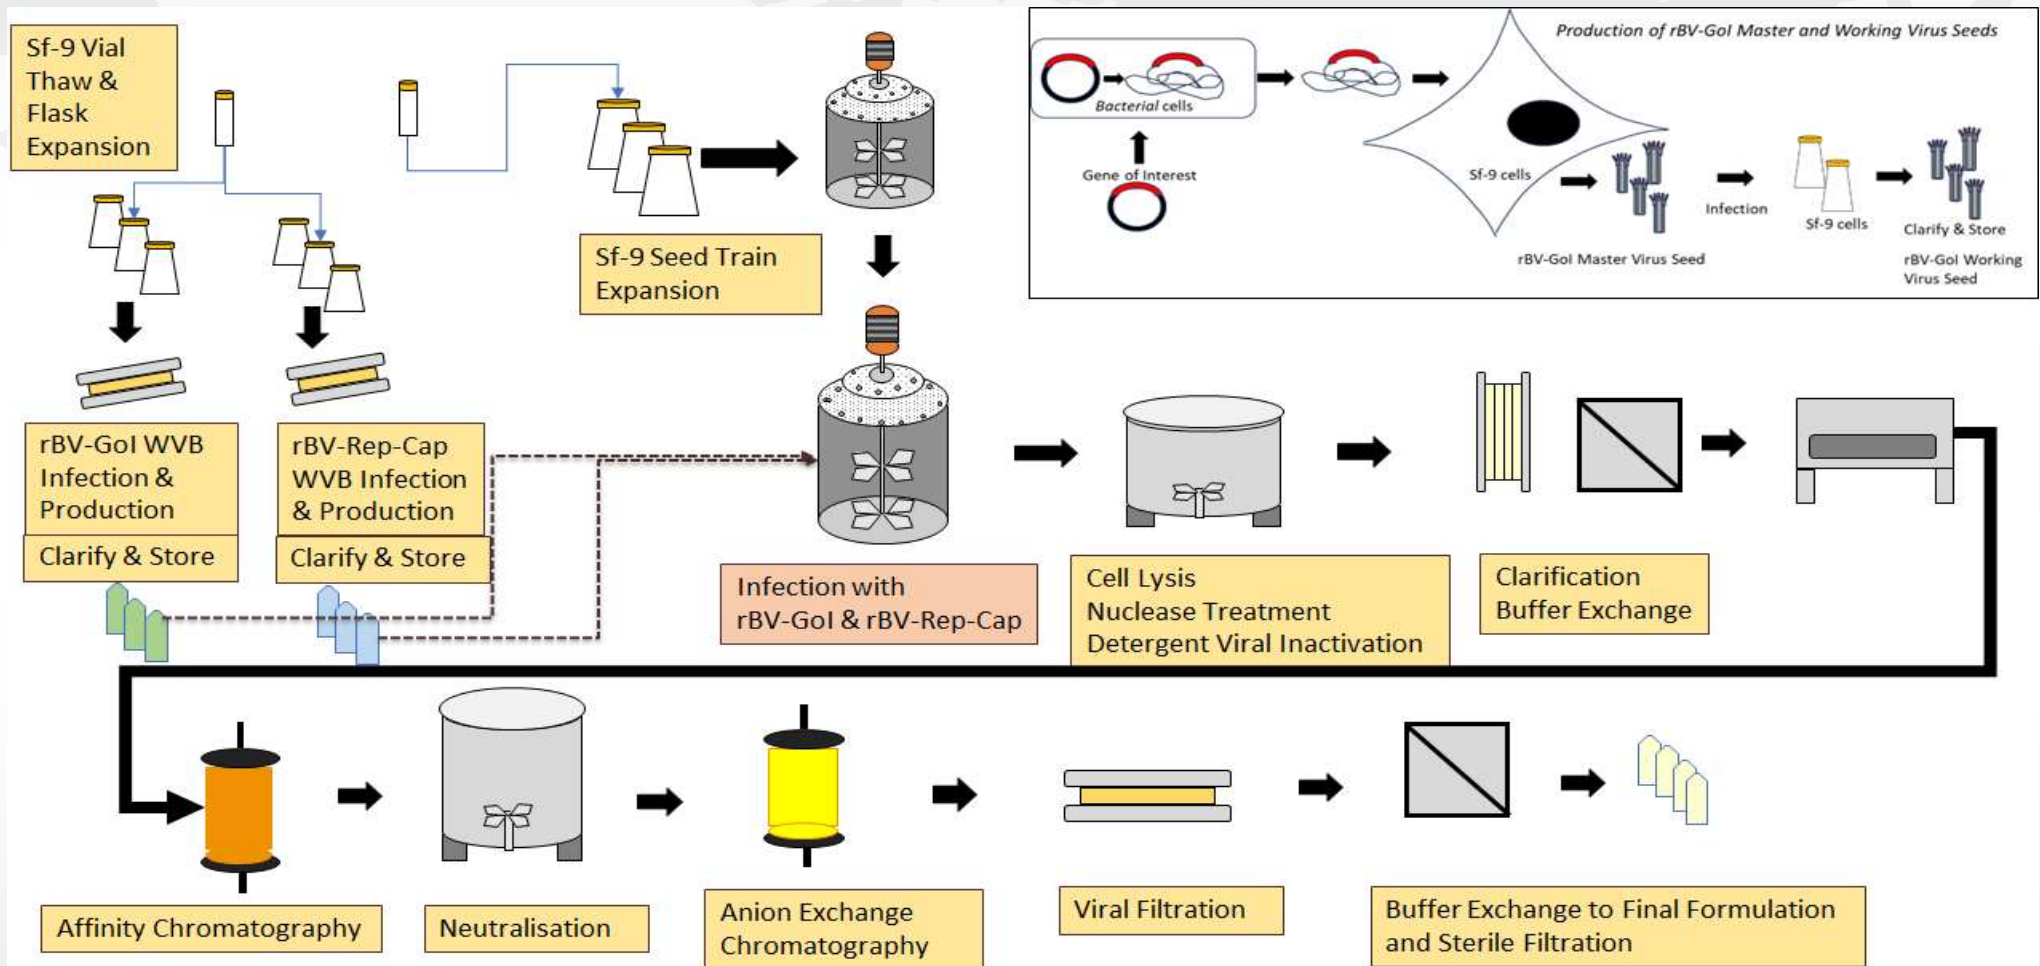 Sf-9 Vial
Thaw &
Flask
Expansion
Sf-9 Seed Train
Expansion
Production of rBV-GoI Master and Working Virus Seeds
Bacterial cells
Gene of Interest
Sf-9 cells
rBV-GoI Master Virus Seed
Infection
Sf-9 cells
Clarify & Store
rBV-GoI Working
Virus Seed
rBV-GoI WVB
Infection &
Production
Clarify & Store
rBV-Rep-Cap
WVB Infection
& Production
Clarify & Store
Infection with
rBV-GoI & rBV-Rep-Cap
Cell Lysis
Nuclease Treatment
Detergent Viral Inactivation
Clarification
Buffer Exchange
Affinity Chromatography
Neutralisation
Anion Exchange
Chromatography
Viral Filtration
Buffer Exchange to Final Formulation
and Sterile Filtration